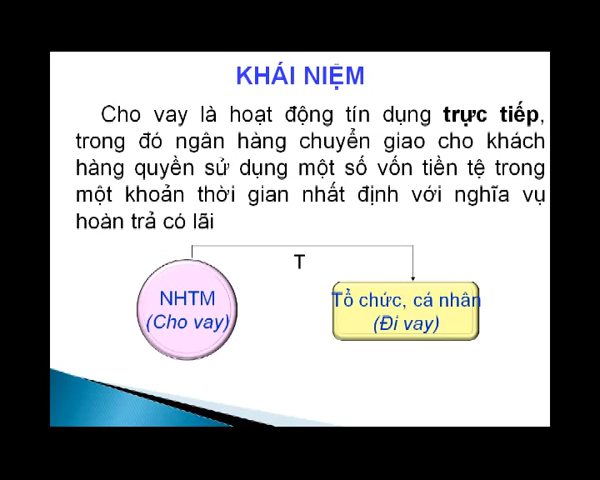 KHÁI NIỆM
Cho vay là hoạt động tín dụng trực tiếp,
trong đó ngân hàng chuyển giao cho khách
hàng quyền sử dụng một số vốn tiền tệ trong
một khoản thời gian nhất định với nghĩa vụ
hoàn trả có lãi
T
NHTM
(Cho vay)
Tổ chức, cá nhân
(Đi vay)